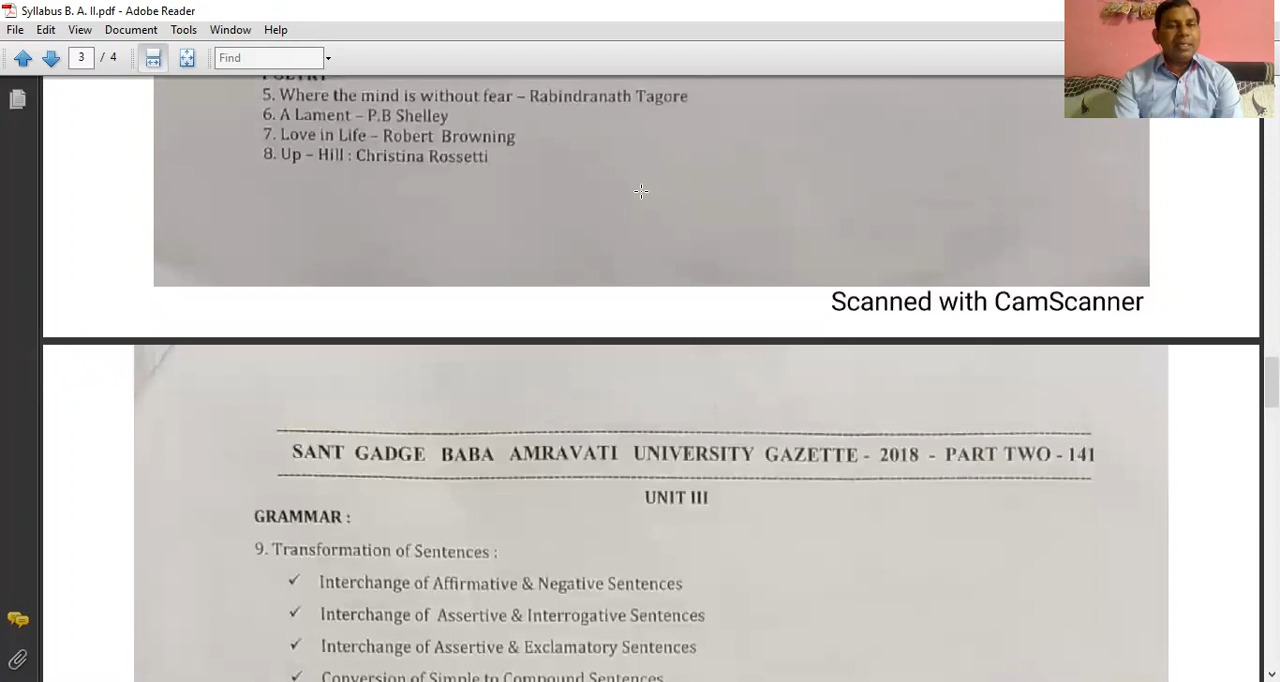 Syllabus B. A. II.pdf - Adobe Reader
File Edit View Document Tools Window Help
3 / 4 Find
POETRY
5. Where the mind is without fear – Rabindranath Tagore
6. A Lament – P.B Shelley
7. Love in Life – Robert Browning
8. Up – Hill : Christina Rossetti
Scanned with CamScanner
SANT GADGE BABA AMRAVATI UNIVERSITY GAZETTE - 2018 - PART TWO - 141
UNIT III
GRAMMAR :
9. Transformation of Sentences :
✓ Interchange of Affirmative & Negative Sentences
✓ Interchange of Assertive & Interrogative Sentences
✓ Interchange of Assertive & Exclamatory Sentences
✓ Conversion of Simple to Compound Sentences